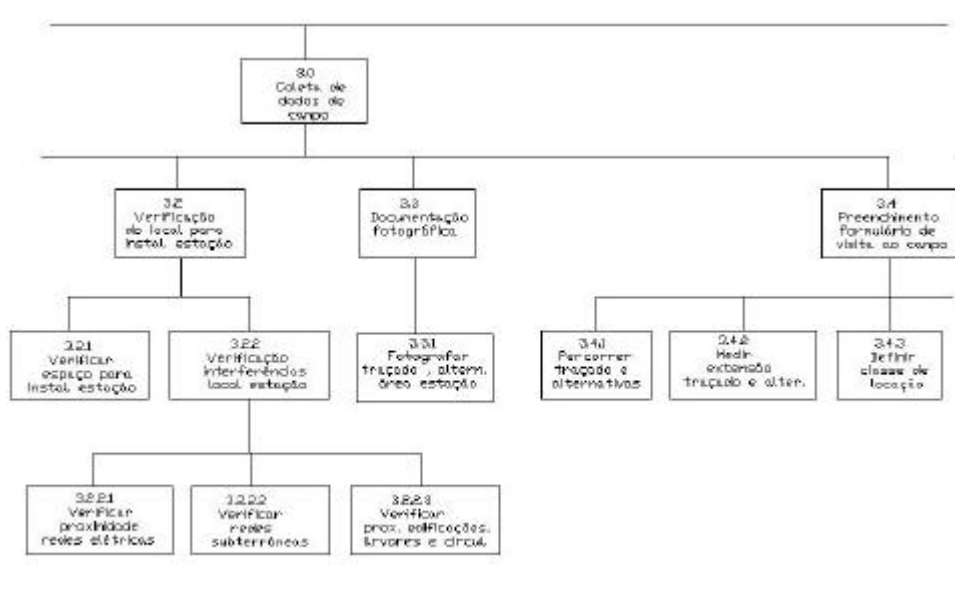 3.0
Coleta de
dados de
campo
3.2
Verificação
do local para
instal. estação
3.3
Documentação
fotográfica
3.4
Preenchimento
formulário de
visita ao campo
3.2.1
Verificar
espaço para
instal. estação
3.2.2
Verificação
interferências
local estação
3.3.1
Fotografar
traçado , altern.
área estação
3.4.1
Percorrer
traçado e
alternativas
3.4.2
Medir
extensão
traçado e alter.
3.4.3
Definir
classe de
locação
3.2.2.1
Verificar
proximidade
redes elétricas
3.2.2.2
Verificar
redes
subterrâneas
3.2.2.3
Verificar
prox. edificações,
árvores e circul.